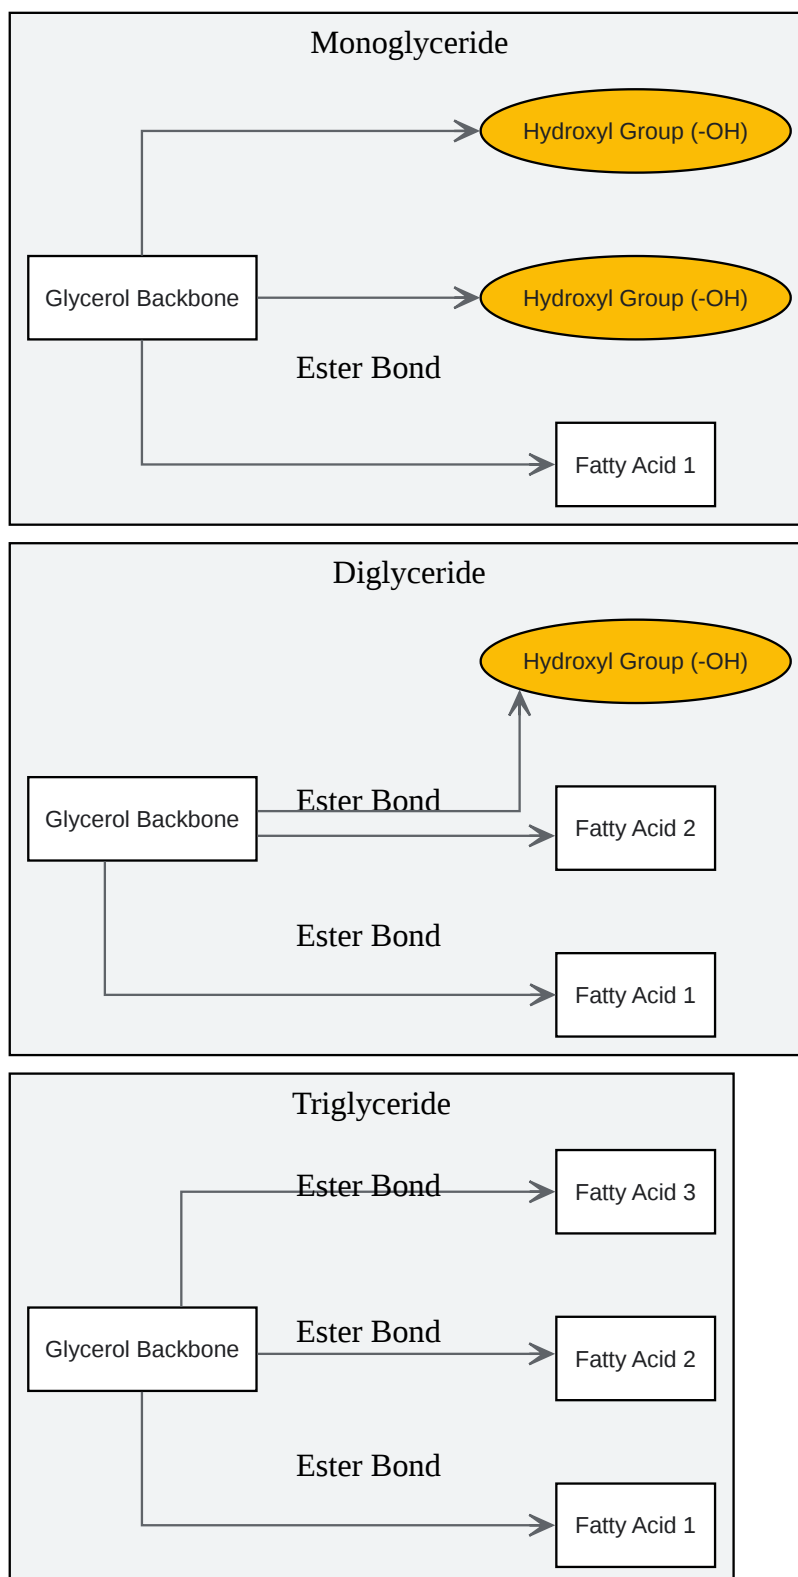 Monoglyceride
Hydroxyl Group (-OH)
Glycerol Backbone
Hydroxyl Group (-OH)
Ester Bond
Fatty Acid 1
Diglyceride
Hydroxyl Group (-OH)
Ester Bond
Glycerol Backbone
Fatty Acid 2
Ester Bond
Fatty Acid 1
Triglyceride
Ester Bond
Fatty Acid 3
Ester Bond
Glycerol Backbone
Fatty Acid 2
Ester Bond
Fatty Acid 1